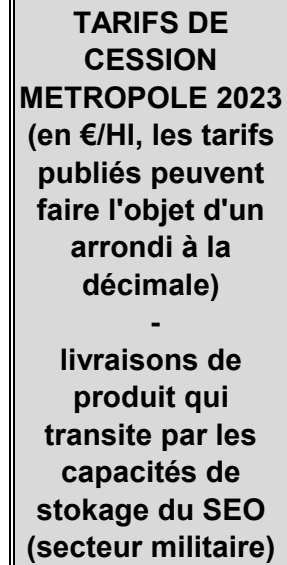 TARIFS DE
CESSION
METROPOLE 2023
(en €/Hl, les tarifs
publiés peuvent
faire l'objet d'un
arrondi à la
décimale)
-
livraisons de
produit qui
transite par les
capacités de
stokage du SEO
(secteur militaire)